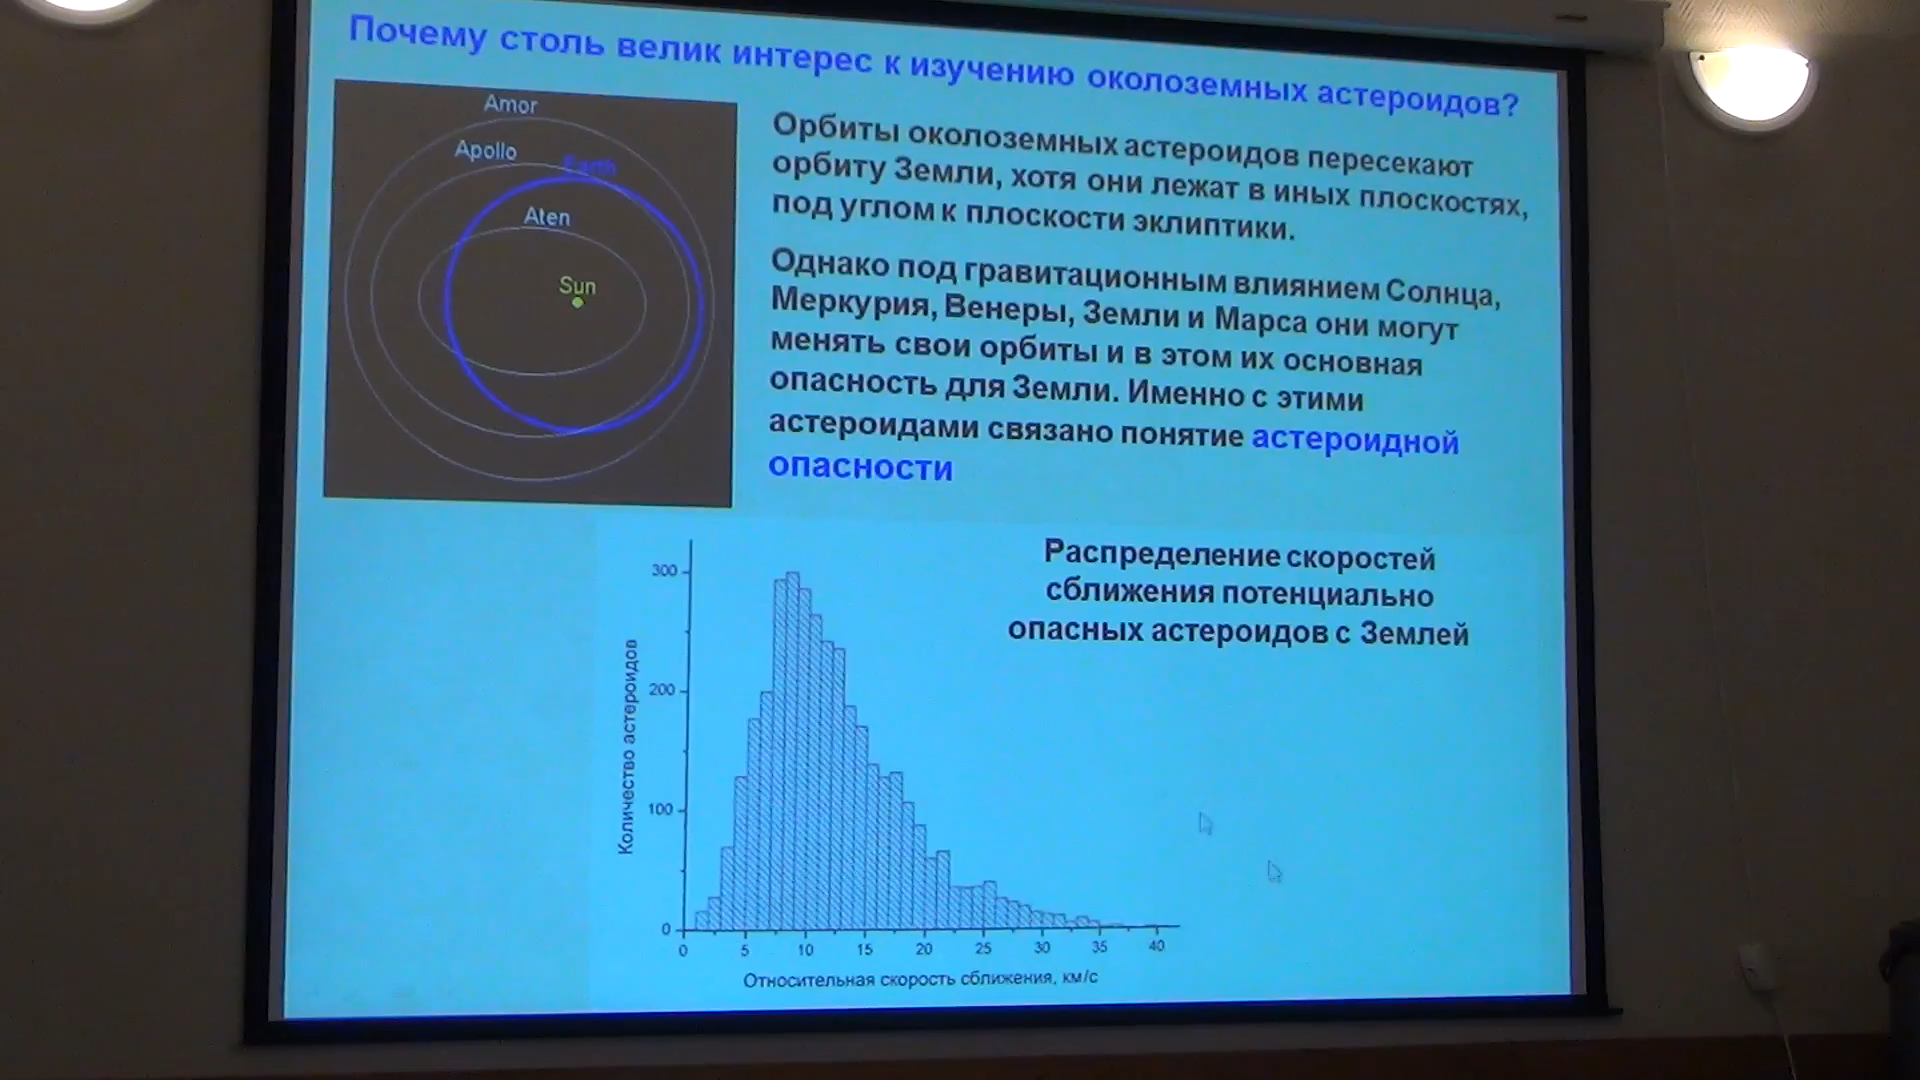 Почему столь велик интерес к изучению околоземных астероидов?
Amor
Apollo
Earth
Aten
Sun
Орбиты околоземных астероидов пересекают
орбиту Земли, хотя они лежат в иных плоскостях,
под углом к плоскости эклиптики.
Однако под гравитационным влиянием Солнца,
Меркурия, Венеры, Земли и Марса они могут
менять свои орбиты и в этом их основная
опасность для Земли. Именно с этими
астероидами связано понятие астероидной
опасности
Распределение скоростей
сближения потенциально
опасных астероидов с Землей
Количество астероидов
300
200
100
0
0 5 10 15 20 25 30 35 40
Относительная скорость сближения, км/с